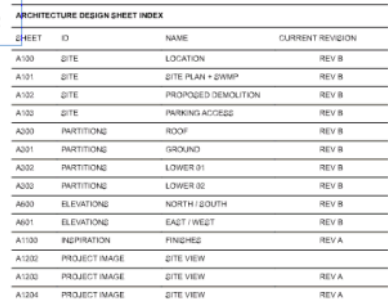 ARCHITECTURE DESIGN SHEET INDEX
SHEET ID NAME CURRENT REVISION
A100 SITE LOCATION REV B
A101 SITE SITE PLAN + SWMP REV B
A102 SITE PROPOSED DEMOLITION REV B
A103 SITE PARKING ACCESS REV B
A200 PARTITIONS ROOF REV B
A201 PARTITIONS GROUND REV B
A202 PARTITIONS LOWER 01 REV B
A203 PARTITIONS LOWER 02 REV B
A600 ELEVATIONS NORTH / SOUTH REV B
A601 ELEVATIONS EAST / WEST REV B
A1100 INSPIRATION FINISHES REV A
A1202 PROJECT IMAGE SITE VIEW
A1203 PROJECT IMAGE SITE VIEW REV A
A1204 PROJECT IMAGE SITE VIEW REV A